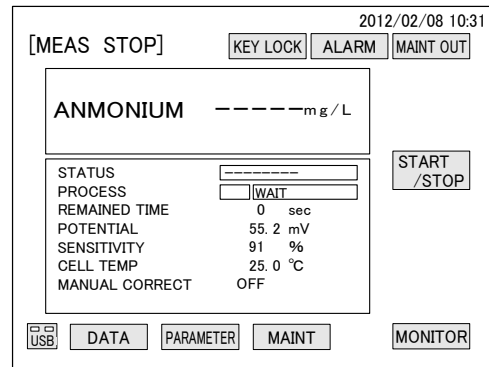 2012/02/08 10:31
[MEAS STOP] KEY LOCK ALARM MAINT OUT
ANMONIUM −−−−−mg/L
START
/STOP
STATUS −−−−−−−−
PROCESS WAIT
REMAINED TIME 0 sec
POTENTIAL 55.2 mV
SENSITIVITY 91 %
CELL TEMP 25.0 ℃
MANUAL CORRECT OFF
USB DATA PARAMETER MAINT MONITOR